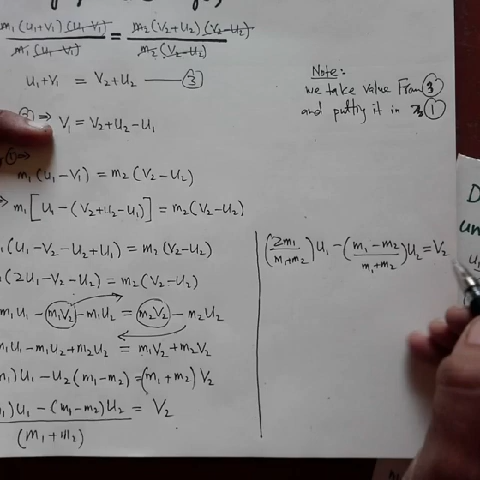 m₁(u₁+v₁)(u₁-v₁) / m₁(u₁-v₁) = m₂(v₂+u₂)(v₂-u₂) / m₂(v₂-u₂)
u₁+v₁ = v₂+u₂ —— ③
⇒ v₁ = v₂+u₂-u₁
①⇒
m₁(u₁-v₁) = m₂(v₂-u₂)
⇒ m₁[u₁-(v₂+u₂-u₁)] = m₂(v₂-u₂)
(u₁-v₂-u₂+u₁) = m₂(v₂-u₂)
(2u₁-v₂-u₂) = m₂(v₂-u₂)
m₁u₁ - m₁v₂ - m₁u₂ = m₂v₂ - m₂u₂
m₁u₁ - m₁u₂ + m₂u₂ = m₁v₂ + m₂v₂
)u₁ - u₂(m₁-m₂) = (m₁+m₂)v₂
)u₁ - (m₁-m₂)u₂ / (m₁+m₂) = v₂
Note:
we take value From ③
and putting it in ①
(2m₁/m₁+m₂)u₁ - (m₁-m₂/m₁+m₂)u₂ = v₂